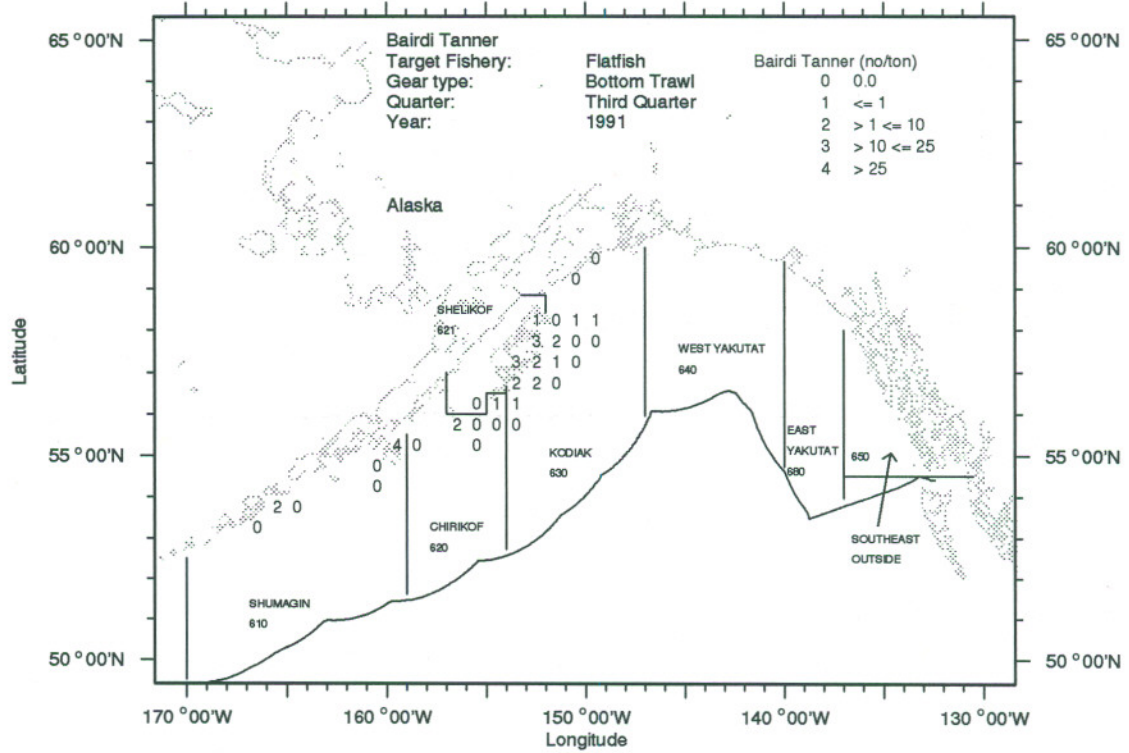 65 °00'N
65 °00'N
Bairdi Tanner
Target Fishery: Flatfish
Gear type: Bottom Trawl
Quarter: Third Quarter
Year: 1991
Bairdi Tanner (no/ton)
0 0.0
1 <= 1
2 > 1 <= 10
3 > 10 <= 25
4 > 25
Alaska
60 °00'N
60 °00'N
0
0
SHELIKOF
621
1 0 1 1
3 2 0 0
3 2 1 0
2 2 0
0 1 1
2 0 0 0
4 0 0
0
0
2 0
0
WEST YAKUTAT
640
EAST
YAKUTAT
680
650
KODIAK
630
55 °00'N
55 °00'N
CHIRIKOF
620
SOUTHEAST
OUTSIDE
SHUMAGIN
610
50 °00'N
50 °00'N
Latitude
170 °00'W 160 °00'W 150 °00'W 140 °00'W 130 °00'W
Longitude